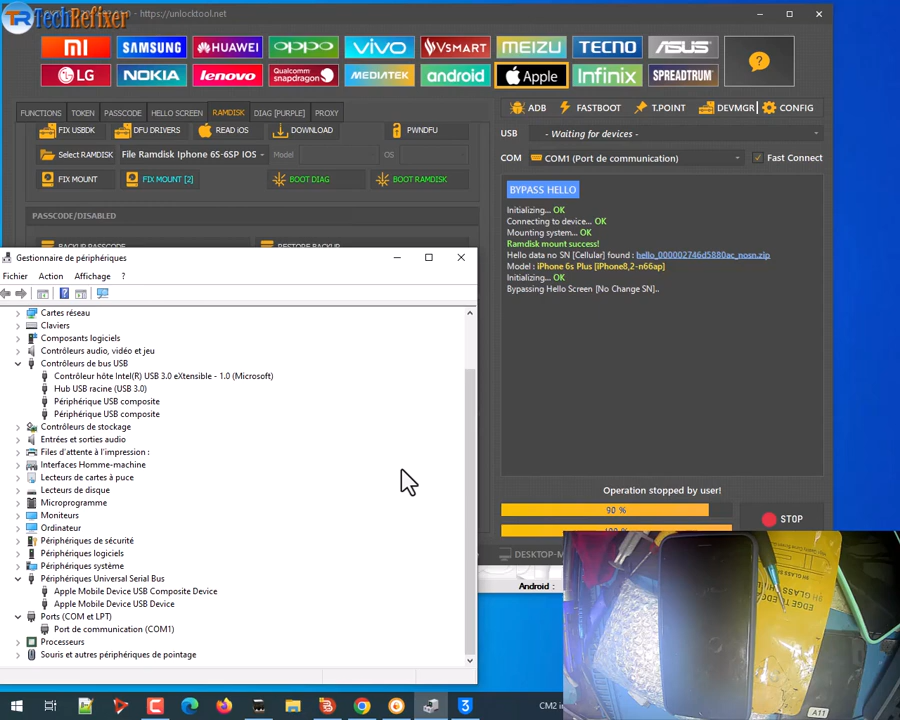 TechRefixer
- https://unlocktool.net
MI SAMSUNG HUAWEI OPPO VIVO VSMART MEIZU TECNO ASUS
LG NOKIA lenovo Qualcomm snapdragon MEDIATEK android Apple Infinix SPREADTRUM
?
FUNCTIONS TOKEN PASSCODE HELLO SCREEN RAMDISK DIAG [PURPLE] PROXY
FIX USBDK DFU DRIVERS READ iOS DOWNLOAD PWNDFU
Select RAMDISK File Ramdisk Iphone 6S-6SP IOS Model OS
FIX MOUNT FIX MOUNT [2] BOOT DIAG BOOT RAMDISK
PASSCODE/DISABLED
BACKUP PASSCODE RESTORE BACKUP
ADB FASTBOOT T.POINT DEVMGR CONFIG
USB - Waiting for devices -
COM COM1 (Port de communication) Fast Connect
BYPASS HELLO
Initializing... OK
Connecting to device... OK
Mounting system... OK
Ramdisk mount success!
Hello data no SN [Cellular] found : hello_000002746d5880ac_nosn.zip
Model : iPhone 6s Plus [iPhone8,2-n66ap]
Initializing... OK
Bypassing Hello Screen [No Change SN]..
Operation stopped by user!
90 %
STOP
Gestionnaire de périphériques
Fichier Action Affichage ?
Cartes réseau
Claviers
Composants logiciels
Contrôleurs audio, vidéo et jeu
Contrôleurs de bus USB
Contrôleur hôte Intel(R) USB 3.0 eXtensible - 1.0 (Microsoft)
Hub USB racine (USB 3.0)
Périphérique USB composite
Périphérique USB composite
Contrôleurs de stockage
Entrées et sorties audio
Files d'attente à l'impression :
Interfaces Homme-machine
Lecteurs de cartes à puce
Lecteurs de disque
Microprogramme
Moniteurs
Ordinateur
Périphériques de sécurité
Périphériques logiciels
Périphériques système
Périphériques Universal Serial Bus
Apple Mobile Device USB Composite Device
Apple Mobile Device USB Device
Ports (COM et LPT)
Port de communication (COM1)
Processeurs
Souris et autres périphériques de pointage
DESKTOP-M
Android :
CM2
A11